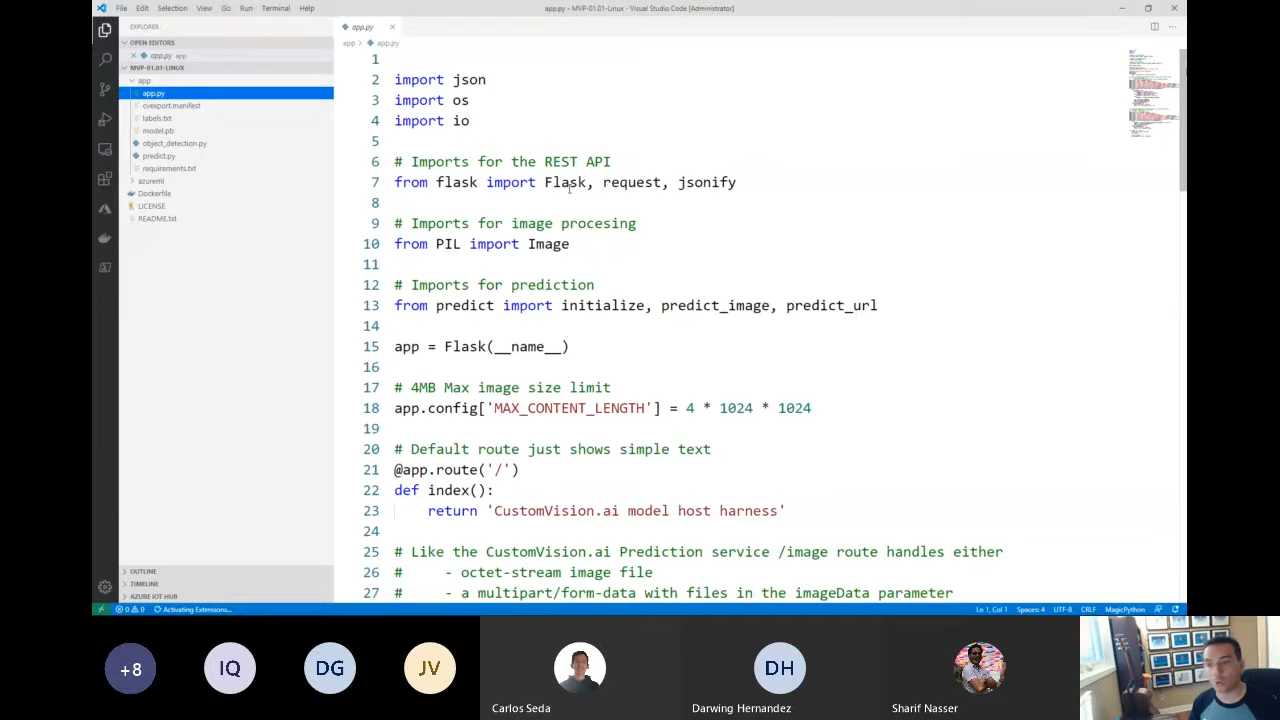 File Edit Selection View Go Run Terminal Help
app.py - MVP-01.01-Linux - Visual Studio Code [Administrator]
EXPLORER
OPEN EDITORS
app.py app
MVP-01.01-LINUX
app
app.py
cvexport.manifest
labels.txt
model.pb
object_detection.py
predict.py
requirements.txt
azureml
Dockerfile
LICENSE
README.txt
OUTLINE
TIMELINE
AZURE IOT HUB
app.py
app > app.py
1
2 import json
3 import os
4 import io
5
6 # Imports for the REST API
7 from flask import Flask, request, jsonify
8
9 # Imports for image procesing
10 from PIL import Image
11
12 # Imports for prediction
13 from predict import initialize, predict_image, predict_url
14
15 app = Flask(__name__)
16
17 # 4MB Max image size limit
18 app.config['MAX_CONTENT_LENGTH'] = 4 * 1024 * 1024
19
20 # Default route just shows simple text
21 @app.route('/')
22 def index():
23 return 'CustomVision.ai model host harness'
24
25 # Like the CustomVision.ai Prediction service /image route handles either
26 # - octet-stream image file
27 # - a multipart/form-data with files in the imageData parameter
0 0 Activating Extensions... Ln 1, Col 1 Spaces: 4 UTF-8 CRLF MagicPython
+8 IQ DG JV DH
Carlos Seda Darwing Hernandez Sharif Nasser